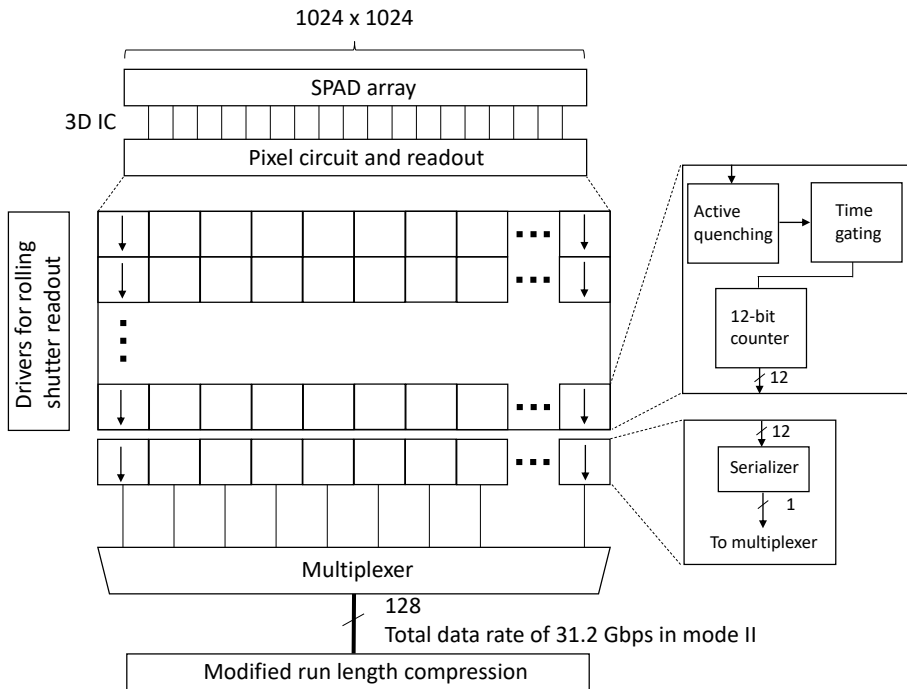 1024 x 1024
SPAD array
3D IC
Pixel circuit and readout
Drivers for rolling
shutter readout
Active
quenching
Time
gating
12-bit
counter
12
12
Serializer
1
To multiplexer
Multiplexer
128
Total data rate of 31.2 Gbps in mode II
Modified run length compression